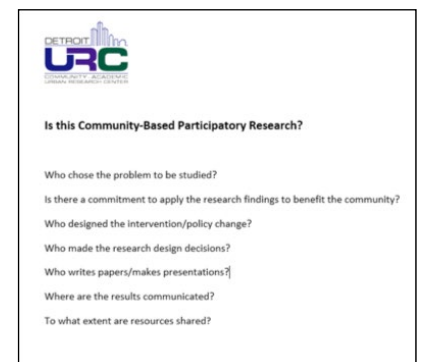 DETROIT
URC
COMMUNITY ACADEMIC
URBAN RESEARCH CENTER
Is this Community-Based Participatory Research?
Who chose the problem to be studied?
Is there a commitment to apply the research findings to benefit the community?
Who designed the intervention/policy change?
Who made the research design decisions?
Who writes papers/makes presentations?
Where are the results communicated?
To what extent are resources shared?